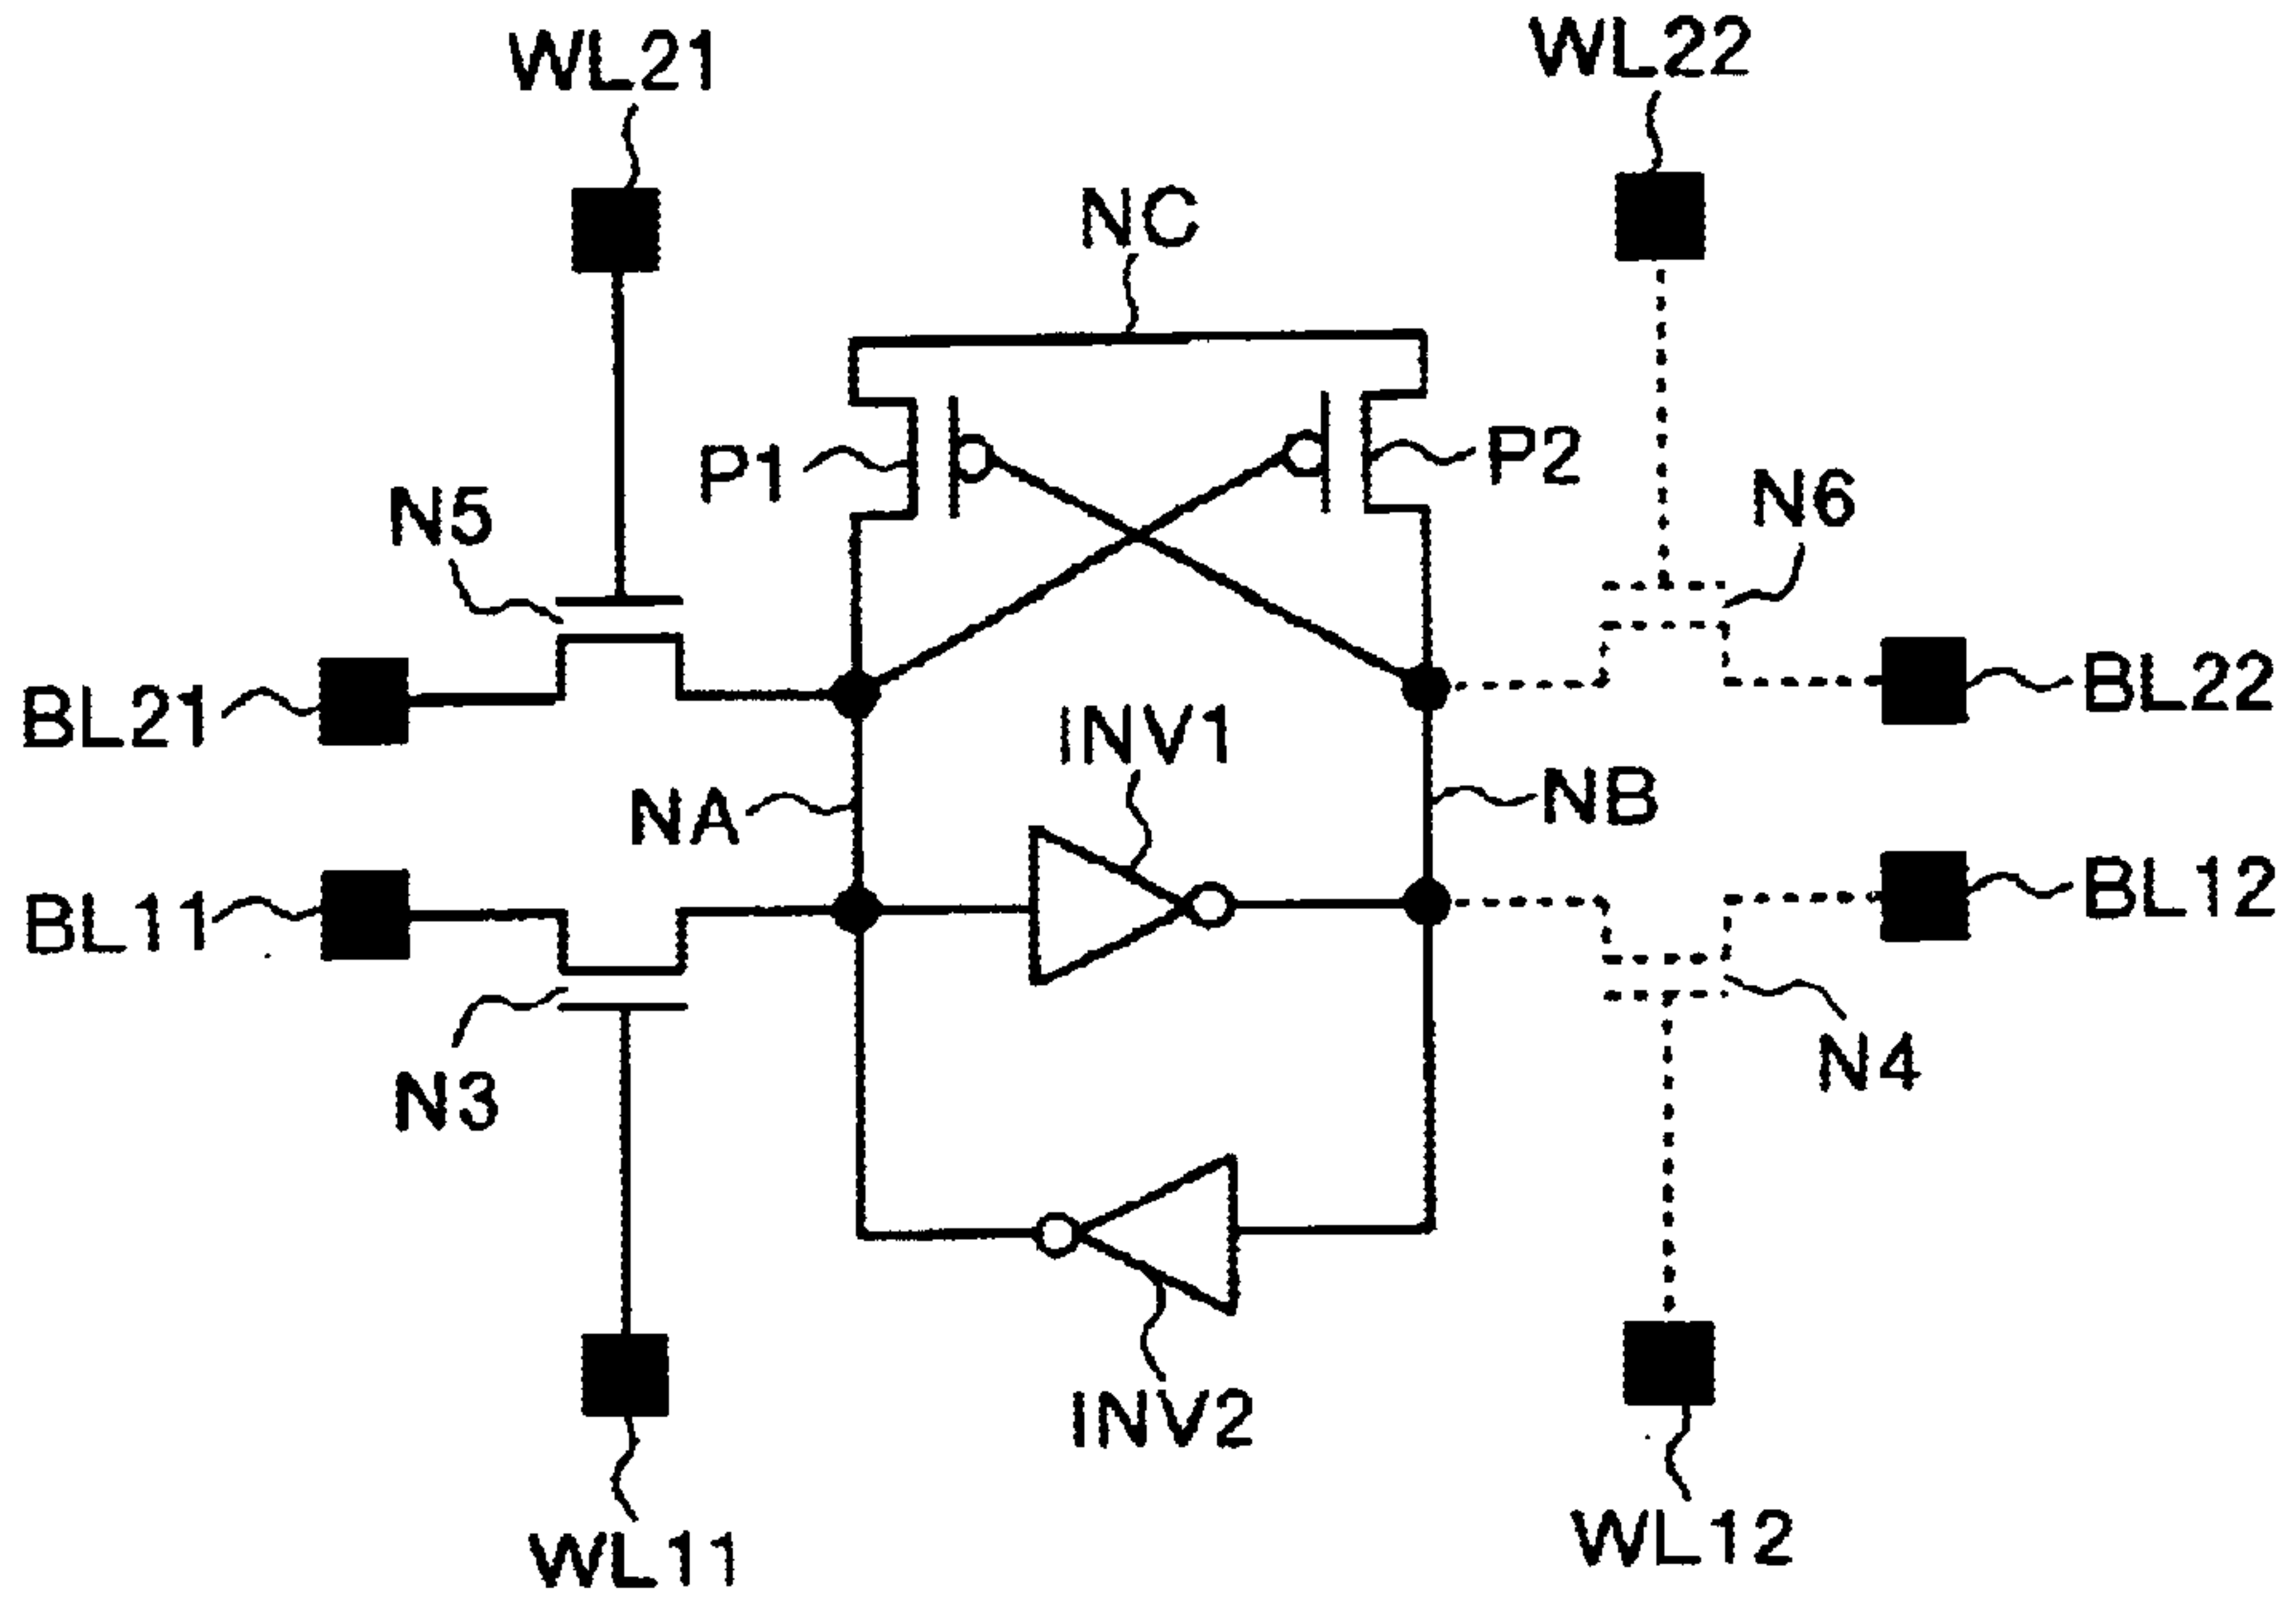 WL21
WL22
NC
P1
P2
N5
N6
BL21
BL22
INV1
NA
NB
BL11
BL12
N3
N4
INV2
WL11
WL12